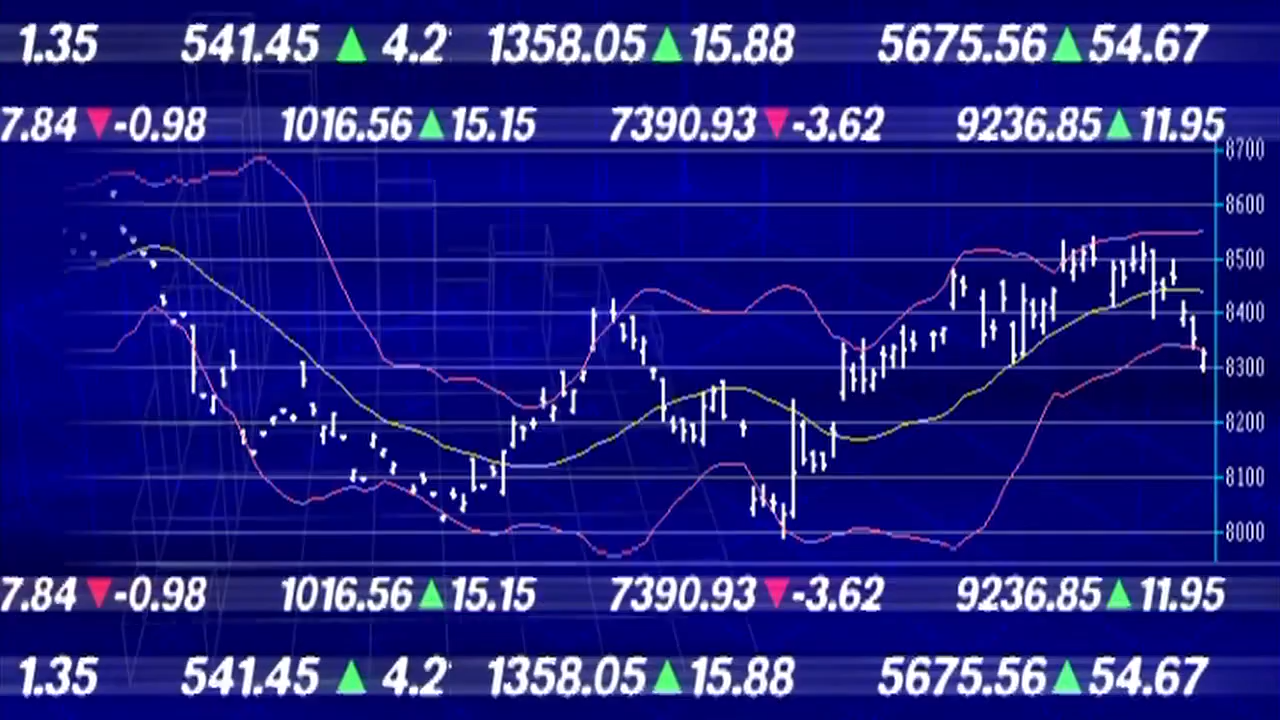 1.35 541.45 ▲ 4.2 1358.05 ▲ 15.88 5675.56 ▲ 54.67
7.84 ▼ -0.98 1016.56 ▲ 15.15 7390.93 ▼ -3.62 9236.85 ▲ 11.95
8700
8600
8500
8400
8300
8200
8100
8000
7.84 ▼ -0.98 1016.56 ▲ 15.15 7390.93 ▼ -3.62 9236.85 ▲ 11.95
1.35 541.45 ▲ 4.2 1358.05 ▲ 15.88 5675.56 ▲ 54.67